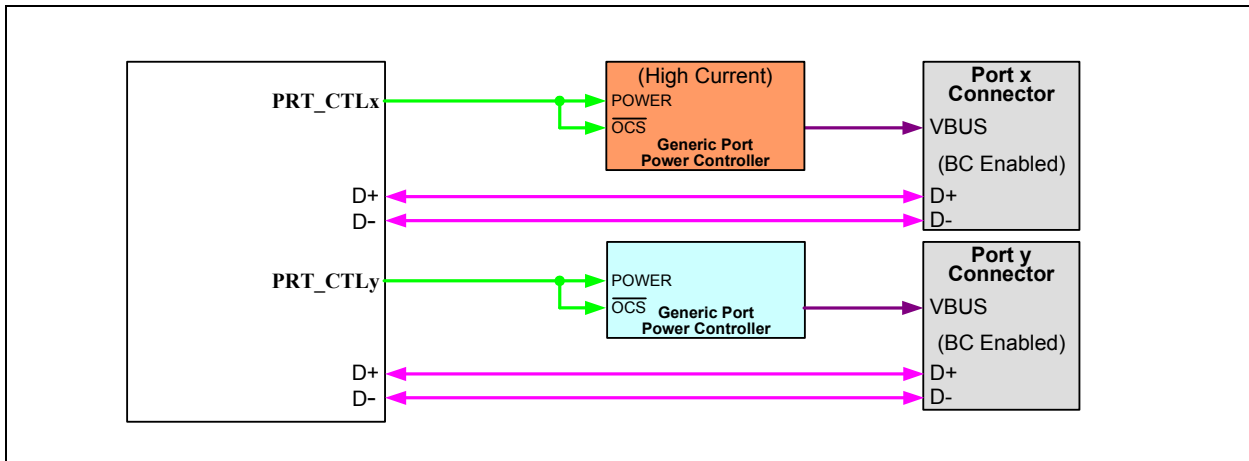 (High Current)
Port x
Connector
PRT_CTLx
POWER
OCS
VBUS
Generic Port
Power Controller
(BC Enabled)
D+
D-
D+
D-
Port y
Connector
PRT_CTLy
POWER
OCS
VBUS
Generic Port
Power Controller
(BC Enabled)
D+
D-
D+
D-